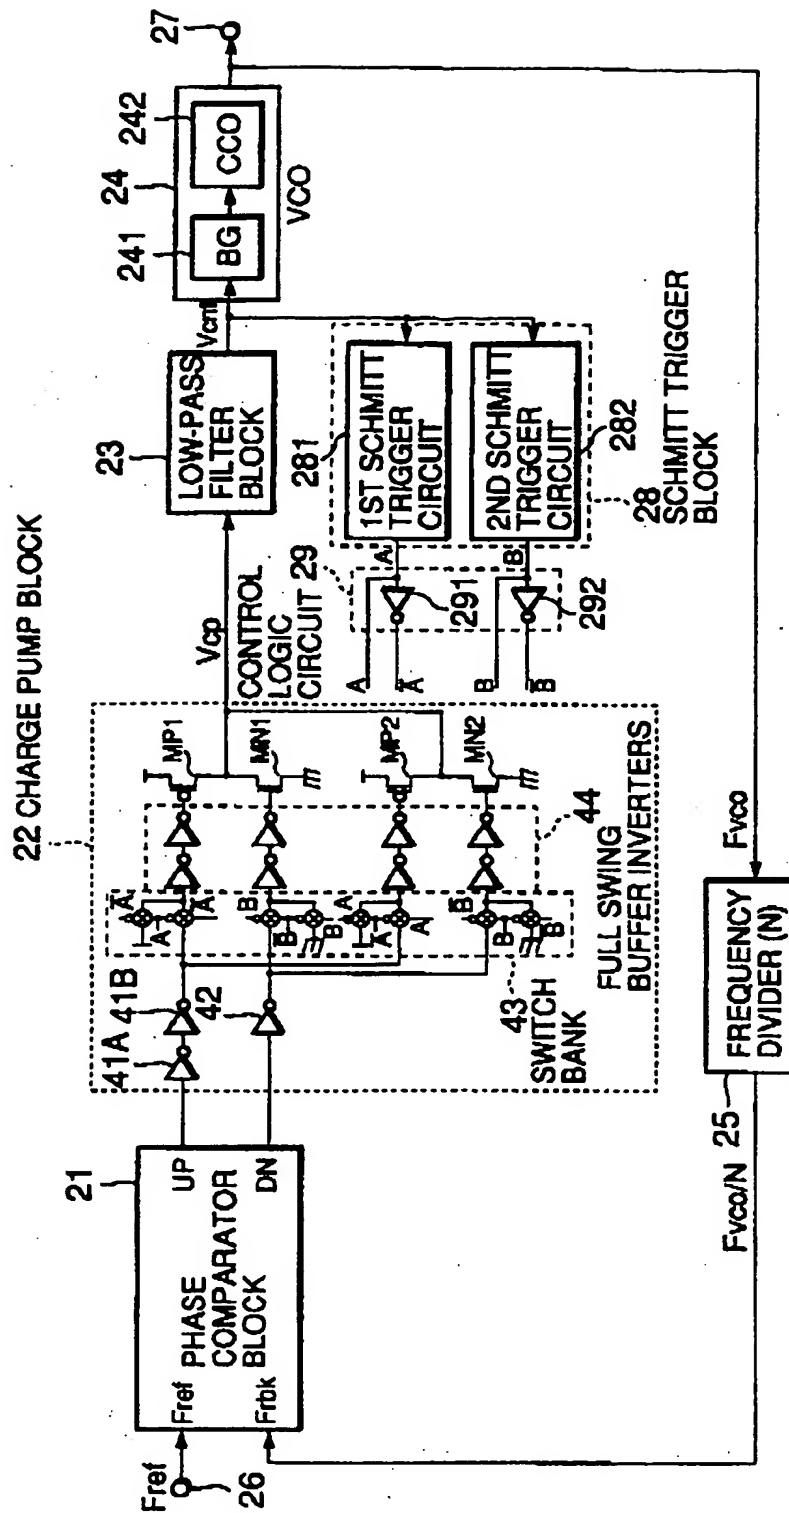 Fref
26
21
Fref
PHASE
COMPARATOR
BLOCK
Frbk
UP
DN
22 CHARGE PUMP BLOCK
41A
41B
42
A̅
A
A̅
A
B
B̅
B̅
B
A
A̅
A̅
A
B̅
B
B
B̅
43
SWITCH
BANK
44
FULL SWING
BUFFER INVERTERS
MP1
MN1
MP2
MN2
Vcp
23
LOW-PASS
FILTER
BLOCK
Vcnt
24
241
BG
242
CCO
VCO
27
CONTROL
LOGIC
CIRCUIT 29
A
A̅
B
B̅
291
292
A
B
281
1ST SCHMITT
TRIGGER
CIRCUIT
2ND SCHMITT
TRIGGER
CIRCUIT
282
28
SCHMITT TRIGGER
BLOCK
Fvco
FREQUENCY
DIVIDER (N)
25
Fvco/N